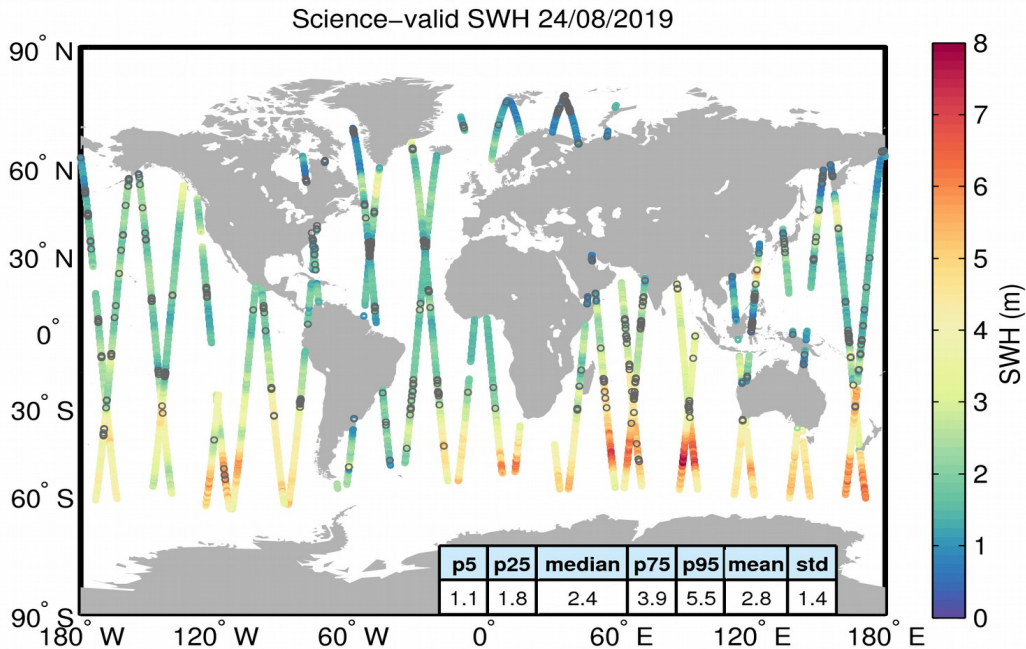 Science−valid SWH 24/08/2019
90° N
60° N
30° N
0°
30° S
60° S
90° S
180° W
120° W
60° W
0°
60° E
120° E
180° E
p5 p25 median p75 p95 mean std
1.1 1.8 2.4 3.9 5.5 2.8 1.4
8
7
6
5
4
3
2
1
0
SWH (m)